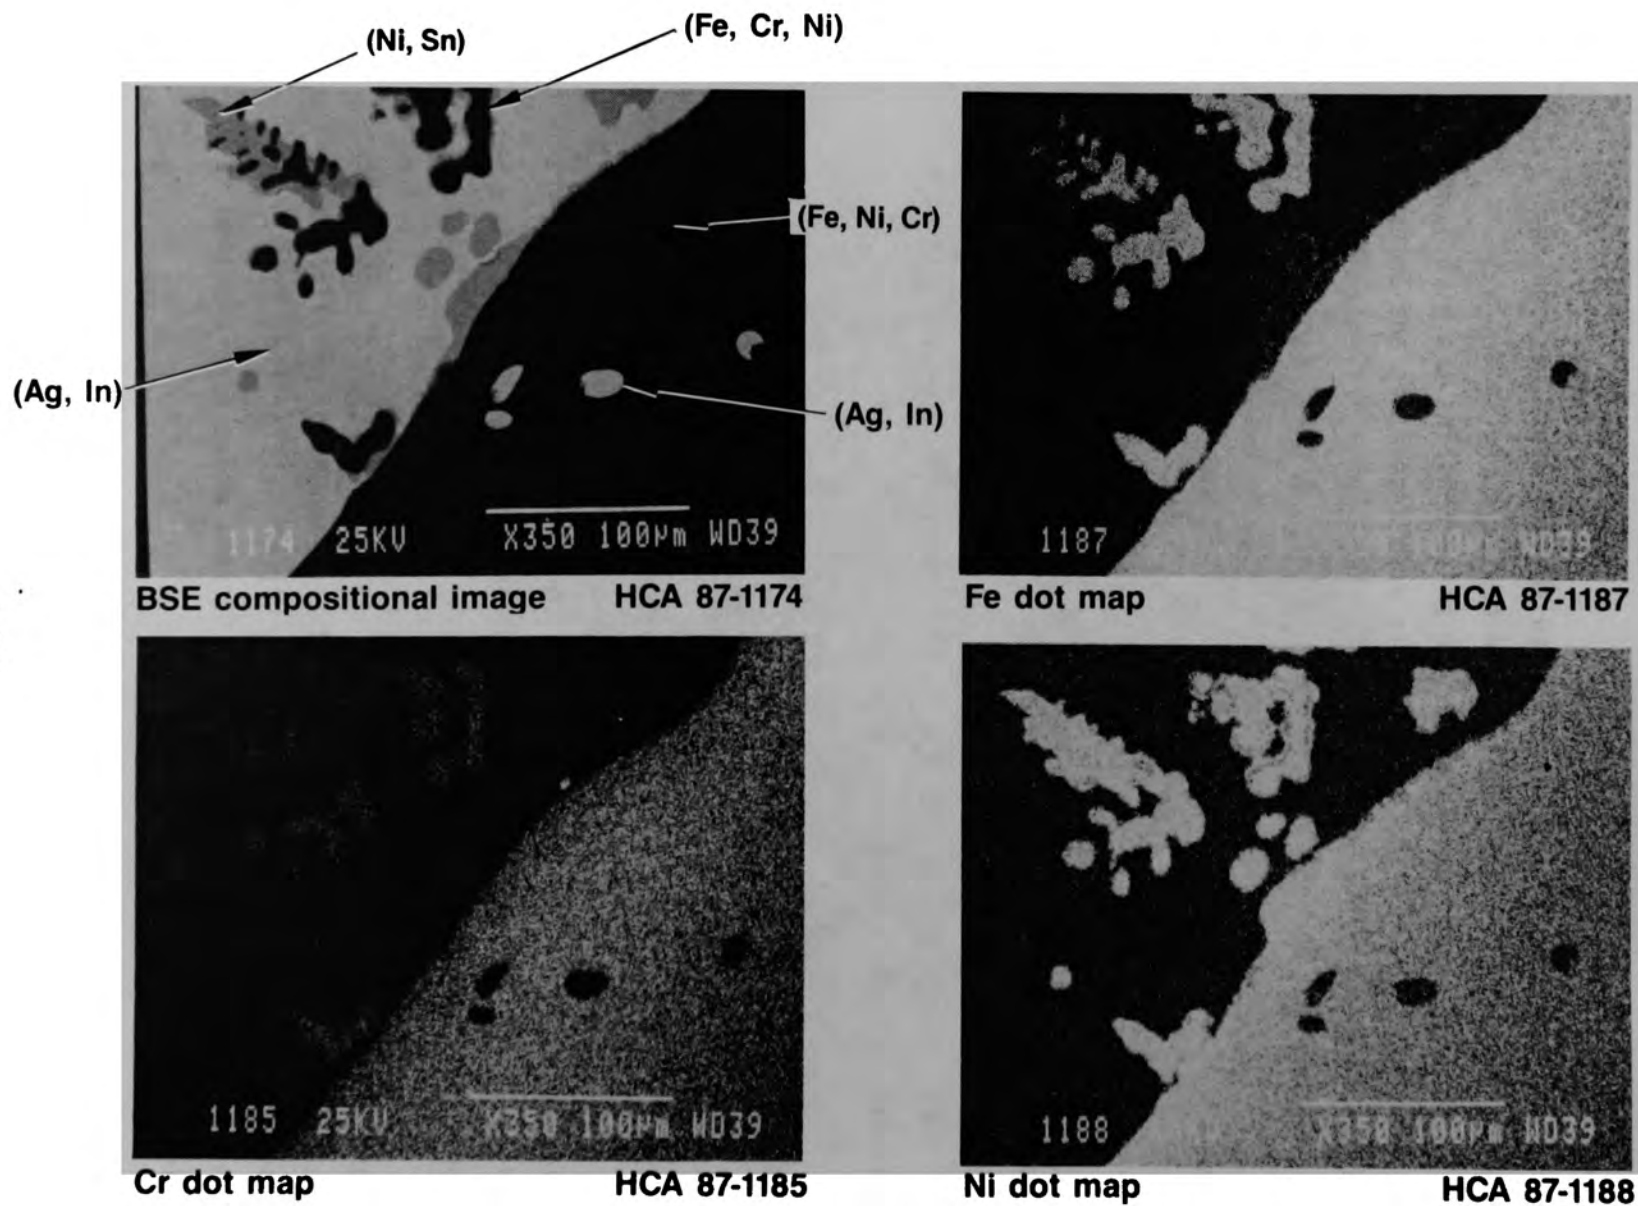 (Ni, Sn)
(Fe, Cr, Ni)
(Fe, Ni, Cr)
(Ag, In)
(Ag, In)
1174 25KV X350 100µm WD39
BSE compositional image HCA 87-1174
1187 WD39
Fe dot map HCA 87-1187
1185 25KV X350 100µm WD39
Cr dot map HCA 87-1185
1188 X350 100µm WD39
Ni dot map HCA 87-1188